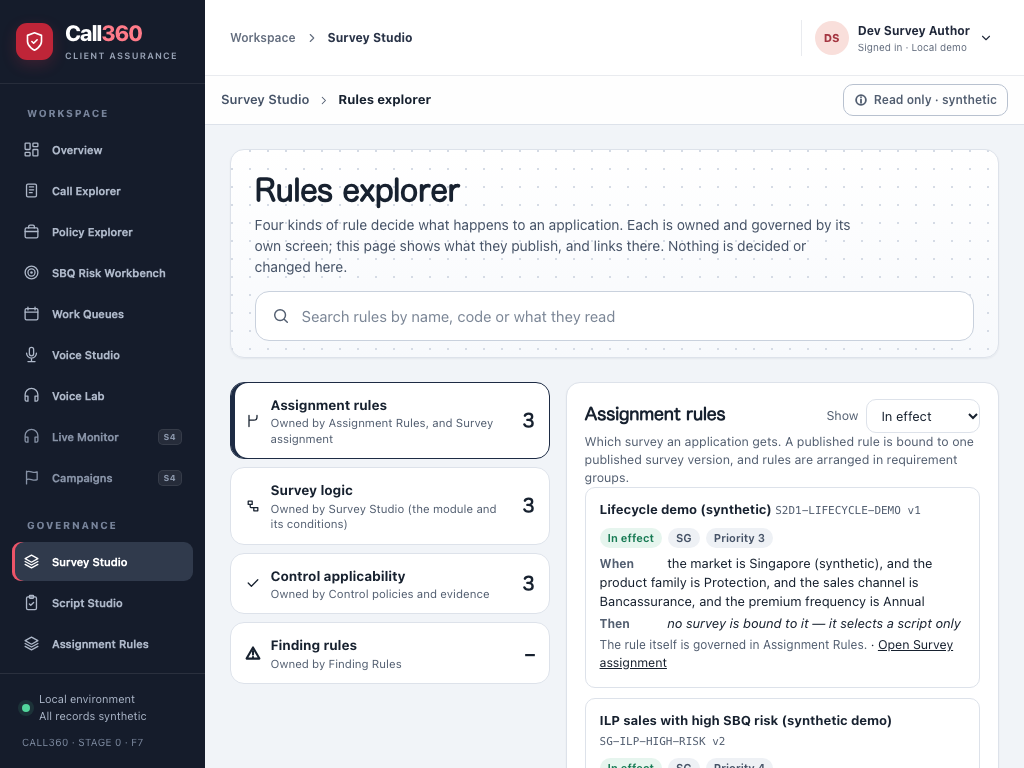 Call360
CLIENT ASSURANCE
WORKSPACE
Overview
Call Explorer
Policy Explorer
SBQ Risk Workbench
Work Queues
Voice Studio
Voice Lab
Live Monitor S4
Campaigns S4
GOVERNANCE
Survey Studio
Script Studio
Assignment Rules
Local environment
All records synthetic
CALL360 · STAGE 0 · F7
Workspace > Survey Studio
DS
Dev Survey Author
Signed in · Local demo
Survey Studio > Rules explorer
Read only · synthetic
Rules explorer
Four kinds of rule decide what happens to an application. Each is owned and governed by its
own screen; this page shows what they publish, and links there. Nothing is decided or
changed here.
Search rules by name, code or what they read
Assignment rules
Owned by Assignment Rules, and Survey
assignment
3
Survey logic
Owned by Survey Studio (the module and
its conditions)
3
Control applicability
Owned by Control policies and evidence
3
Finding rules
Owned by Finding Rules
–
Assignment rules
Show In effect
Which survey an application gets. A published rule is bound to one
published survey version, and rules are arranged in requirement
groups.
Lifecycle demo (synthetic) S2D1-LIFECYCLE-DEMO v1
In effect SG Priority 3
When the market is Singapore (synthetic), and the
product family is Protection, and the sales channel is
Bancassurance, and the premium frequency is Annual
Then no survey is bound to it — it selects a script only
The rule itself is governed in Assignment Rules. · Open Survey
assignment
ILP sales with high SBQ risk (synthetic demo)
SG-ILP-HIGH-RISK v2
In effect SG Priority 4